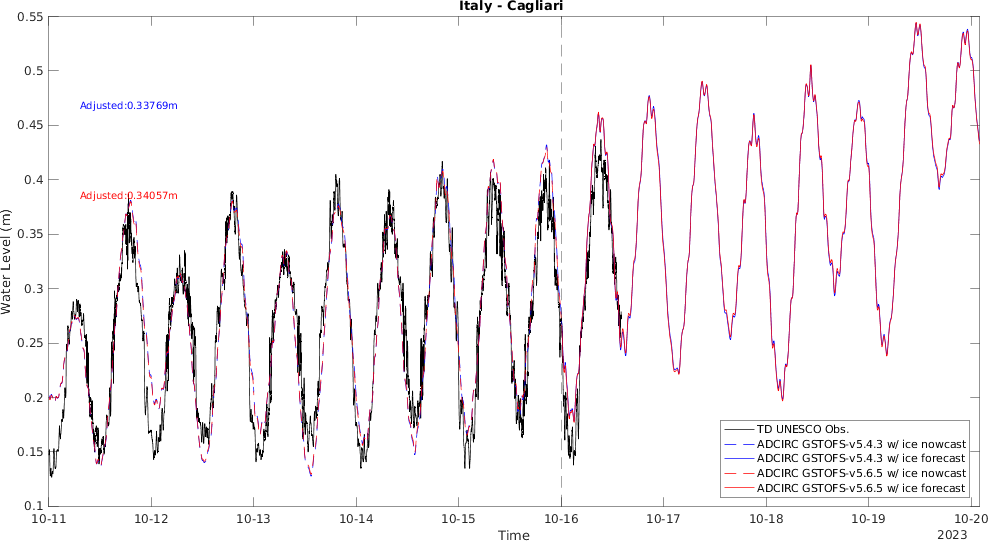 Italy - Cagliari
0.55
0.5
0.45
0.4
0.35
0.3
0.25
0.2
0.15
0.1
Water Level (m)
Adjusted:0.33769m
Adjusted:0.34057m
TD UNESCO Obs.
ADCIRC GSTOFS-v5.4.3 w/ ice nowcast
ADCIRC GSTOFS-v5.4.3 w/ ice forecast
ADCIRC GSTOFS-v5.6.5 w/ ice nowcast
ADCIRC GSTOFS-v5.6.5 w/ ice forecast
10-11 10-12 10-13 10-14 10-15 10-16 10-17 10-18 10-19 10-20
Time
2023